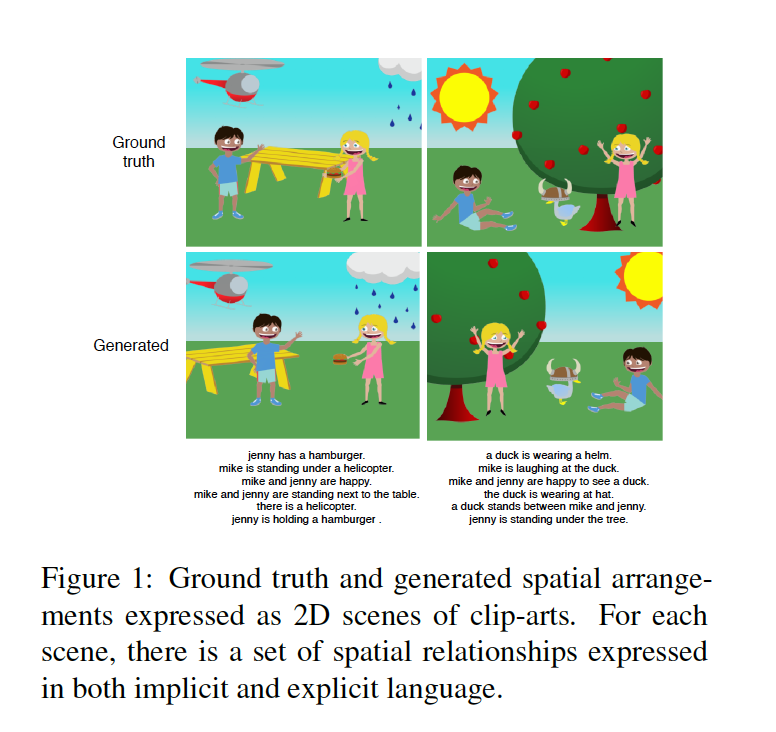 Ground
truth
Generated
jenny has a hamburger.
mike is standing under a helicopter.
mike and jenny are happy.
mike and jenny are standing next to the table.
there is a helicopter.
jenny is holding a hamburger .
a duck is wearing a helm.
mike is laughing at the duck.
mike and jenny are happy to see a duck.
the duck is wearing at hat.
a duck stands between mike and jenny.
jenny is standing under the tree.
Figure 1: Ground truth and generated spatial arrange-
ments expressed as 2D scenes of clip-arts. For each
scene, there is a set of spatial relationships expressed
in both implicit and explicit language.